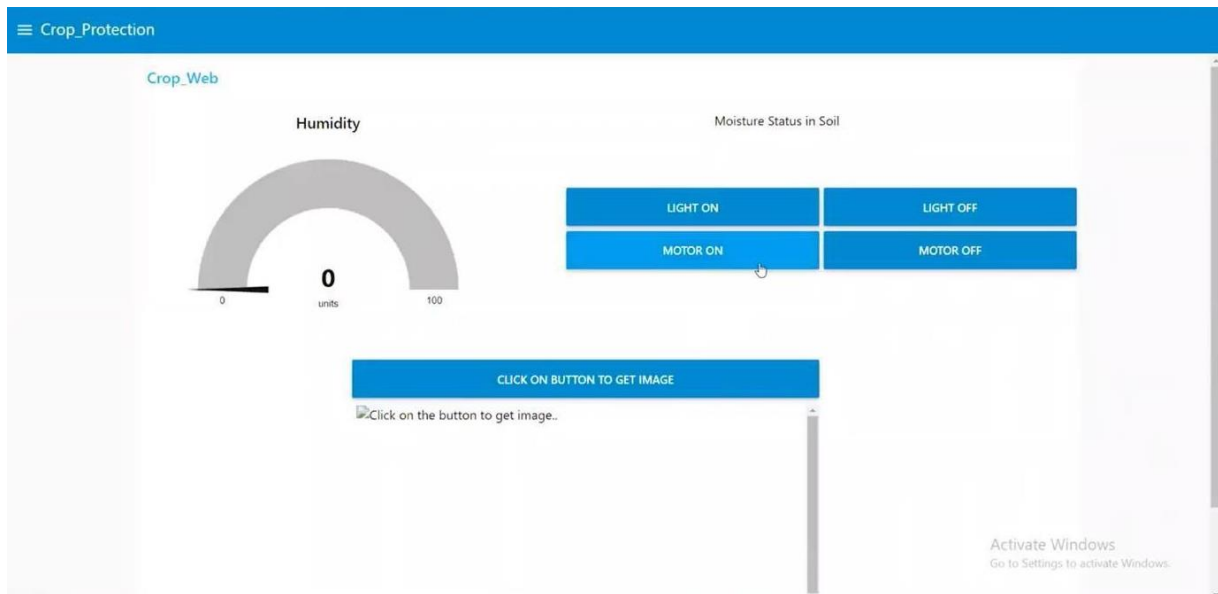 Crop_Protection
Crop_Web
Humidity
0
units
0
100
Moisture Status in Soil
LIGHT ON
LIGHT OFF
MOTOR ON
MOTOR OFF
CLICK ON BUTTON TO GET IMAGE
Click on the button to get image..
Activate Windows
Go to Settings to activate Windows.